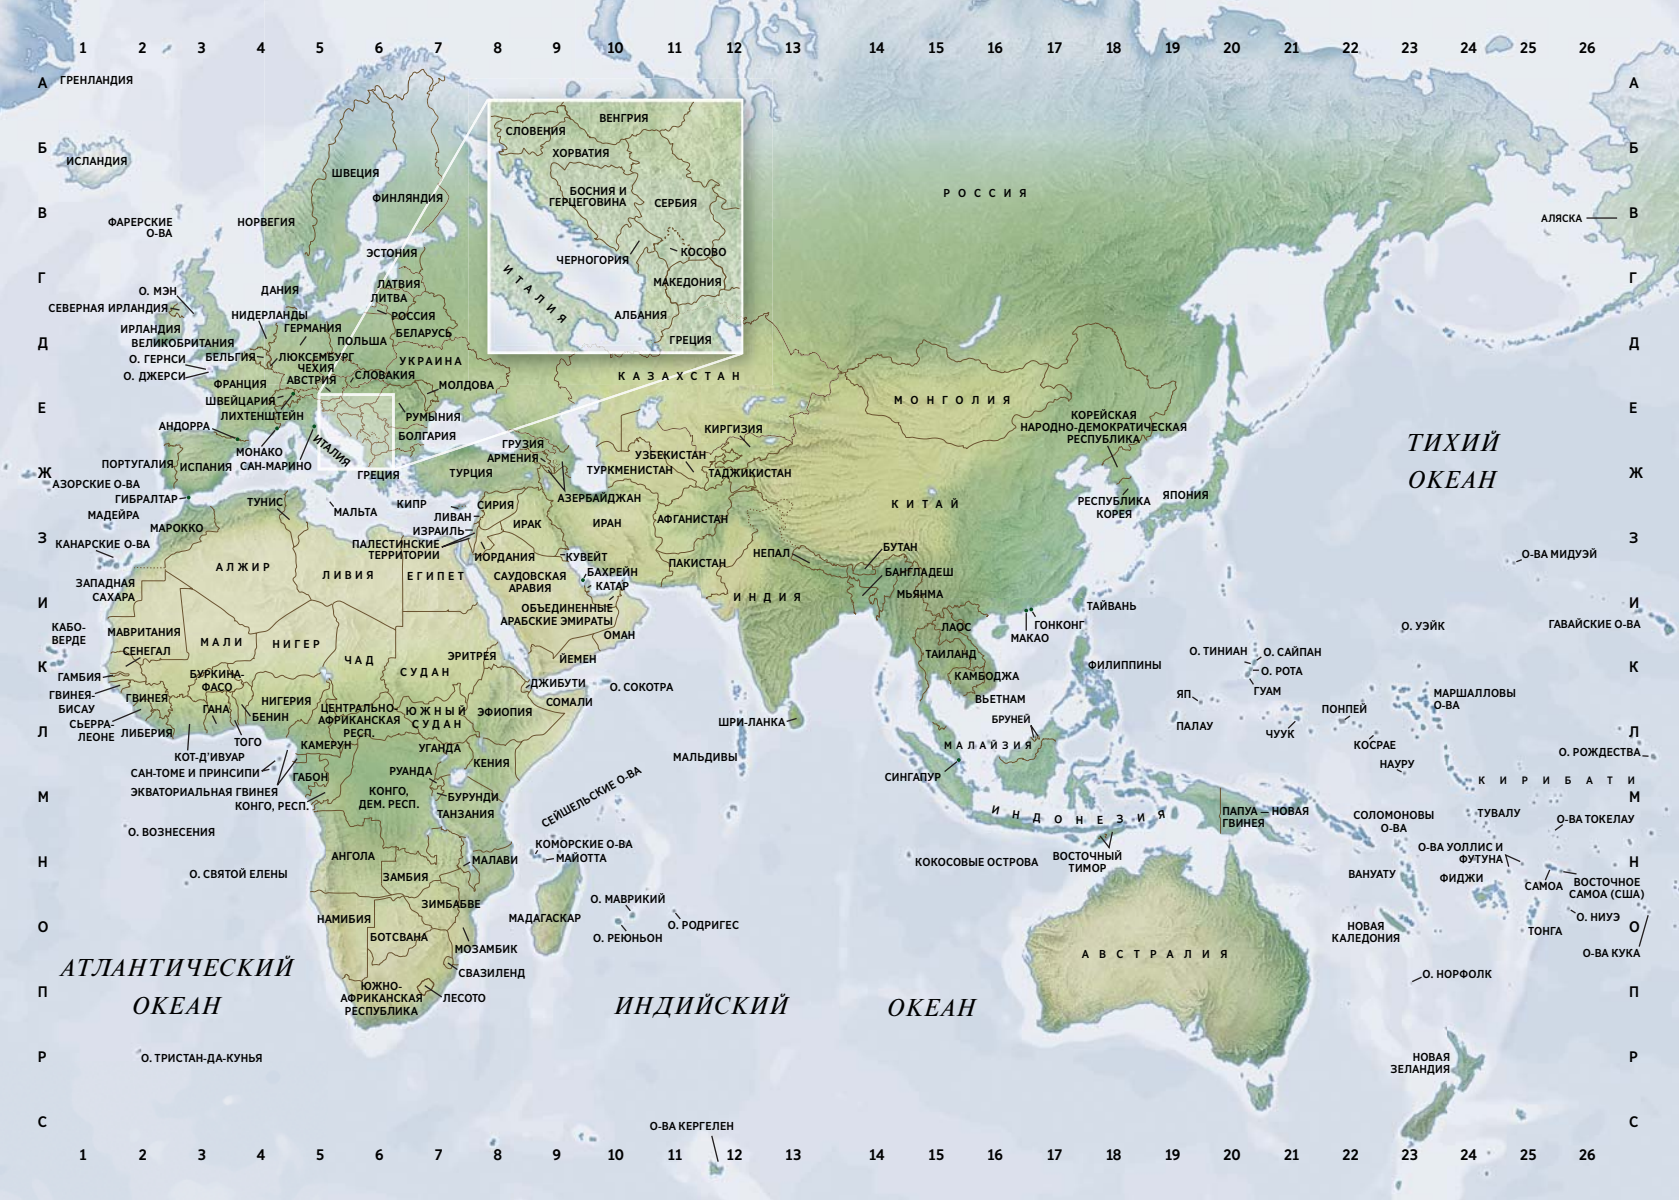 1 2 3 4 5 6 7 8 9 10 11 12 13 14 15 16 17 18 19 20 21 22 23 24 25 26
А ГРЕНЛАНДИЯ А
ВЕНГРИЯ
СЛОВЕНИЯ
Б Б
ХОРВАТИЯ
ИСЛАНДИЯ
ШВЕЦИЯ
БОСНИЯ И
ГЕРЦЕГОВИНА
СЕРБИЯ
РОССИЯ
ФИНЛЯНДИЯ
В В
ФАРЕРСКИЕ
О-ВА
НОРВЕГИЯ
АЛЯСКА
ЭСТОНИЯ
КОСОВО
ЧЕРНОГОРИЯ
Г Г
МАКЕДОНИЯ
ИТАЛИЯ
АЛБАНИЯ
ГРЕЦИЯ
О. МЭН
ДАНИЯ
ЛАТВИЯ
ЛИТВА
СЕВЕРНАЯ ИРЛАНДИЯ
НИДЕРЛАНДЫ
РОССИЯ
ИРЛАНДИЯ
ГЕРМАНИЯ
БЕЛАРУСЬ
ВЕЛИКОБРИТАНИЯ
ПОЛЬША
Д Д
О. ГЕРНСИ
БЕЛЬГИЯ
ЛЮКСЕМБУРГ
УКРАИНА
ЧЕХИЯ
О. ДЖЕРСИ
АВСТРИЯ
СЛОВАКИЯ
КАЗАХСТАН
ФРАНЦИЯ
МОЛДОВА
ШВЕЙЦАРИЯ
МОНГОЛИЯ
Е Е
ЛИХТЕНШТЕЙН
РУМЫНИЯ
КОРЕЙСКАЯ
НАРОДНО-ДЕМОКРАТИЧЕСКАЯ
РЕСПУБЛИКА
АНДОРРА
КИРГИЗИЯ
БОЛГАРИЯ
ТИХИЙ
ОКЕАН
ИТАЛИЯ
ГРУЗИЯ
МОНАКО
АРМЕНИЯ
УЗБЕКИСТАН
ПОРТУГАЛИЯ
ИСПАНИЯ
САН-МАРИНО
ГРЕЦИЯ
ТУРЦИЯ
ТУРКМЕНИСТАН
ТАДЖИКИСТАН
Ж Ж
АЗОРСКИЕ О-ВА
ГИБРАЛТАР
ТУНИС
КИПР
СИРИЯ
АЗЕРБАЙДЖАН
КИТАЙ
РЕСПУБЛИКА
КОРЕЯ
ЯПОНИЯ
МАДЕЙРА
МАЛЬТА
ЛИВАН
АФГАНИСТАН
МАРОККО
ИЗРАИЛЬ
ИРАК
ИРАН
З З
КАНАРСКИЕ О-ВА
ПАЛЕСТИНСКИЕ
ТЕРРИТОРИИ
ИОРДАНИЯ
КУВЕЙТ
НЕПАЛ
БУТАН
О-ВА МИДУЭЙ
ПАКИСТАН
АЛЖИР
ЛИВИЯ
ЕГИПЕТ
БАХРЕЙН
САУДОВСКАЯ
АРАВИЯ
КАТАР
БАНГЛАДЕШ
ЗАПАДНАЯ
САХАРА
ИНДИЯ
МЬЯНМА
И И
ОБЪЕДИНЕННЫЕ
АРАБСКИЕ ЭМИРАТЫ
ТАЙВАНЬ
КАБО-
ВЕРДЕ
МАВРИТАНИЯ
МАЛИ
НИГЕР
ОМАН
ЛАОС
ГОНКОНГ
МАКАО
О. УЭЙК
ГАВАЙСКИЕ О-ВА
СЕНЕГАЛ
ЧАД
СУДАН
ЭРИТРЕЯ
ЙЕМЕН
ТАИЛАНД
О. ТИНИАН
О. САЙПАН
К К
ФИЛИППИНЫ
О. РОТА
ГАМБИЯ
БУРКИНА-
ФАСО
ДЖИБУТИ
О. СОКОТРА
КАМБОДЖА
ГУАМ
ГВИНЕЯ-
БИСАУ
ГВИНЕЯ
НИГЕРИЯ
СОМАЛИ
ВЬЕТНАМ
ЯП
МАРШАЛЛОВЫ
О-ВА
ГАНА
БЕНИН
ЦЕНТРАЛЬНО-
АФРИКАНСКАЯ
РЕСП.
ЮЖНЫЙ
СУДАН
ЭФИОПИЯ
ПОНПЕЙ
СЬЕРРА-
ЛЕОНЕ
ЛИБЕРИЯ
ШРИ-ЛАНКА
БРУНЕЙ
ПАЛАУ
ЧУУК
Л Л
ТОГО
КАМЕРУН
УГАНДА
МАЛАЙЗИЯ
КОСРАЕ
О. РОЖДЕСТВА
КОТ-Д’ИВУАР
МАЛЬДИВЫ
КЕНИЯ
НАУРУ
САН-ТОМЕ И ПРИНСИПИ
ГАБОН
РУАНДА
СИНГАПУР
КИРИБАТИ
ЭКВАТОРИАЛЬНАЯ ГВИНЕЯ
КОНГО,
ДЕМ. РЕСП.
БУРУНДИ
СЕЙШЕЛЬСКИЕ О-ВА
М М
КОНГО, РЕСП.
ТАНЗАНИЯ
ИНДОНЕЗИЯ
ПАПУА — НОВАЯ
ГВИНЕЯ
СОЛОМОНОВЫ
О-ВА
ТУВАЛУ
О-ВА ТОКЕЛАУ
О. ВОЗНЕСЕНИЯ
КОМОРСКИЕ О-ВА
О-ВА УОЛЛИС И
ФУТУНА
АНГОЛА
МАЛАВИ
МАЙОТТА
КОКОСОВЫЕ ОСТРОВА
ВОСТОЧНЫЙ
ТИМОР
Н Н
О. СВЯТОЙ ЕЛЕНЫ
ЗАМБИЯ
ВАНУАТУ
ФИДЖИ
САМОА
ВОСТОЧНОЕ
САМОА (США)
ЗИМБАБВЕ
О. МАВРИКИЙ
НАМИБИЯ
МАДАГАСКАР
О. РОДРИГЕС
О. НИУЭ
О О
БОТСВАНА
О. РЕЮНЬОН
НОВАЯ
КАЛЕДОНИЯ
ТОНГА
МОЗАМБИК
АВСТРАЛИЯ
О-ВА КУКА
АТЛАНТИЧЕСКИЙ
ОКЕАН
СВАЗИЛЕНД
О. НОРФОЛК
П П
ЮЖНО-
АФРИКАНСКАЯ
РЕСПУБЛИКА
ЛЕСОТО
ИНДИЙСКИЙ ОКЕАН
Р Р
О. ТРИСТАН-ДА-КУНЬЯ
НОВАЯ
ЗЕЛАНДИЯ
С С
О-ВА КЕРГЕЛЕН
1 2 3 4 5 6 7 8 9 10 11 12 13 14 15 16 17 18 19 20 21 22 23 24 25 26